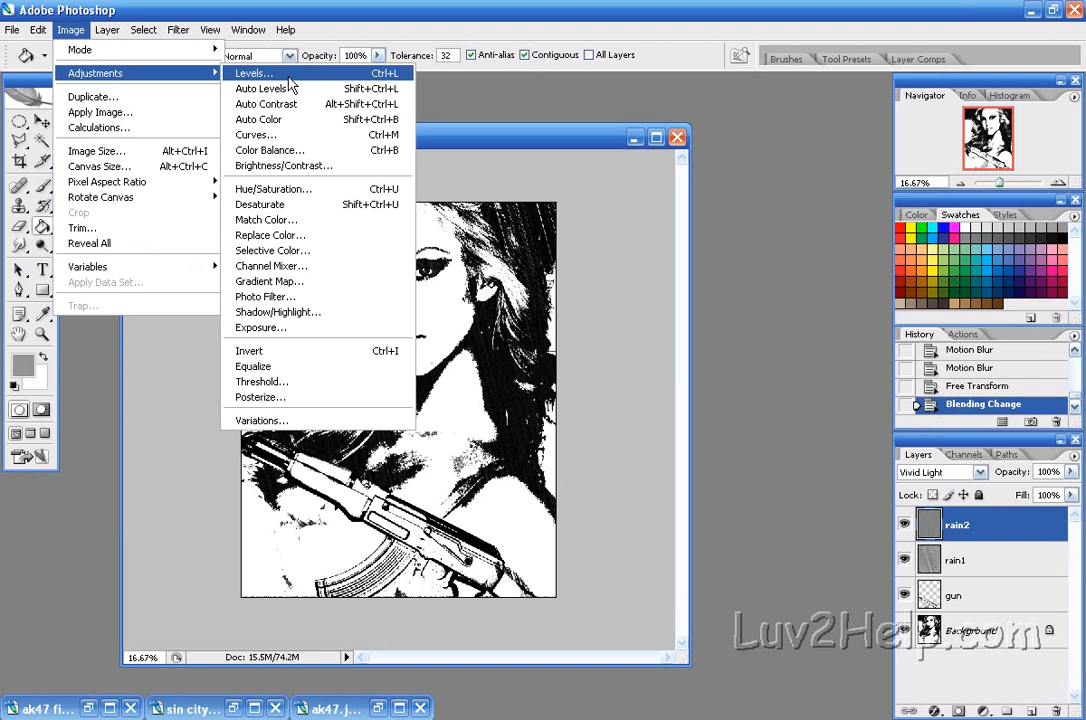 Adobe Photoshop
File Edit Image Layer Select Filter View Window Help
Normal Opacity: 100% Tolerance: 32 Anti-alias Contiguous All Layers
Brushes Tool Presets Layer Comps
Mode
Adjustments
Duplicate...
Apply Image...
Calculations...
Image Size... Alt+Ctrl+I
Canvas Size... Alt+Ctrl+C
Pixel Aspect Ratio
Rotate Canvas
Crop
Trim...
Reveal All
Variables
Apply Data Set...
Trap...
Levels... Ctrl+L
Auto Levels Shift+Ctrl+L
Auto Contrast Alt+Shift+Ctrl+L
Auto Color Shift+Ctrl+B
Curves... Ctrl+M
Color Balance... Ctrl+B
Brightness/Contrast...
Hue/Saturation... Ctrl+U
Desaturate Shift+Ctrl+U
Match Color...
Replace Color...
Selective Color...
Channel Mixer...
Gradient Map...
Photo Filter...
Shadow/Highlight...
Exposure...
Invert Ctrl+I
Equalize
Threshold...
Posterize...
Variations...
Navigator Info Histogram
16.67%
Color Swatches Styles
History Actions
Motion Blur
Motion Blur
Free Transform
Blending Change
Layers Channels Paths
Vivid Light Opacity: 100%
Lock: Fill: 100%
rain2
rain1
gun
Background
Luv2Help.com
16.67% Doc: 15.5M/74.2M
ak47 fi... sin city... ak47.j...